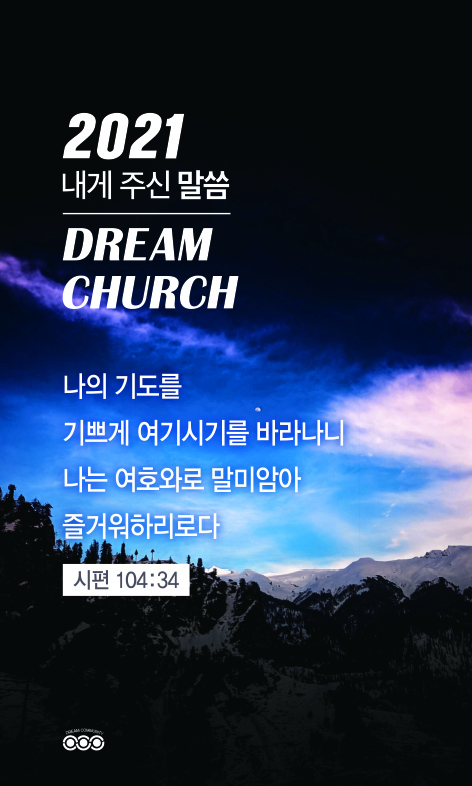 2021
내게 주신 말씀
DREAM
CHURCH
나의 기도를
기쁘게 여기시기를 바라나니
나는 여호와로 말미암아
즐거워하리로다
시편 104:34
DREAM COMMUNITY